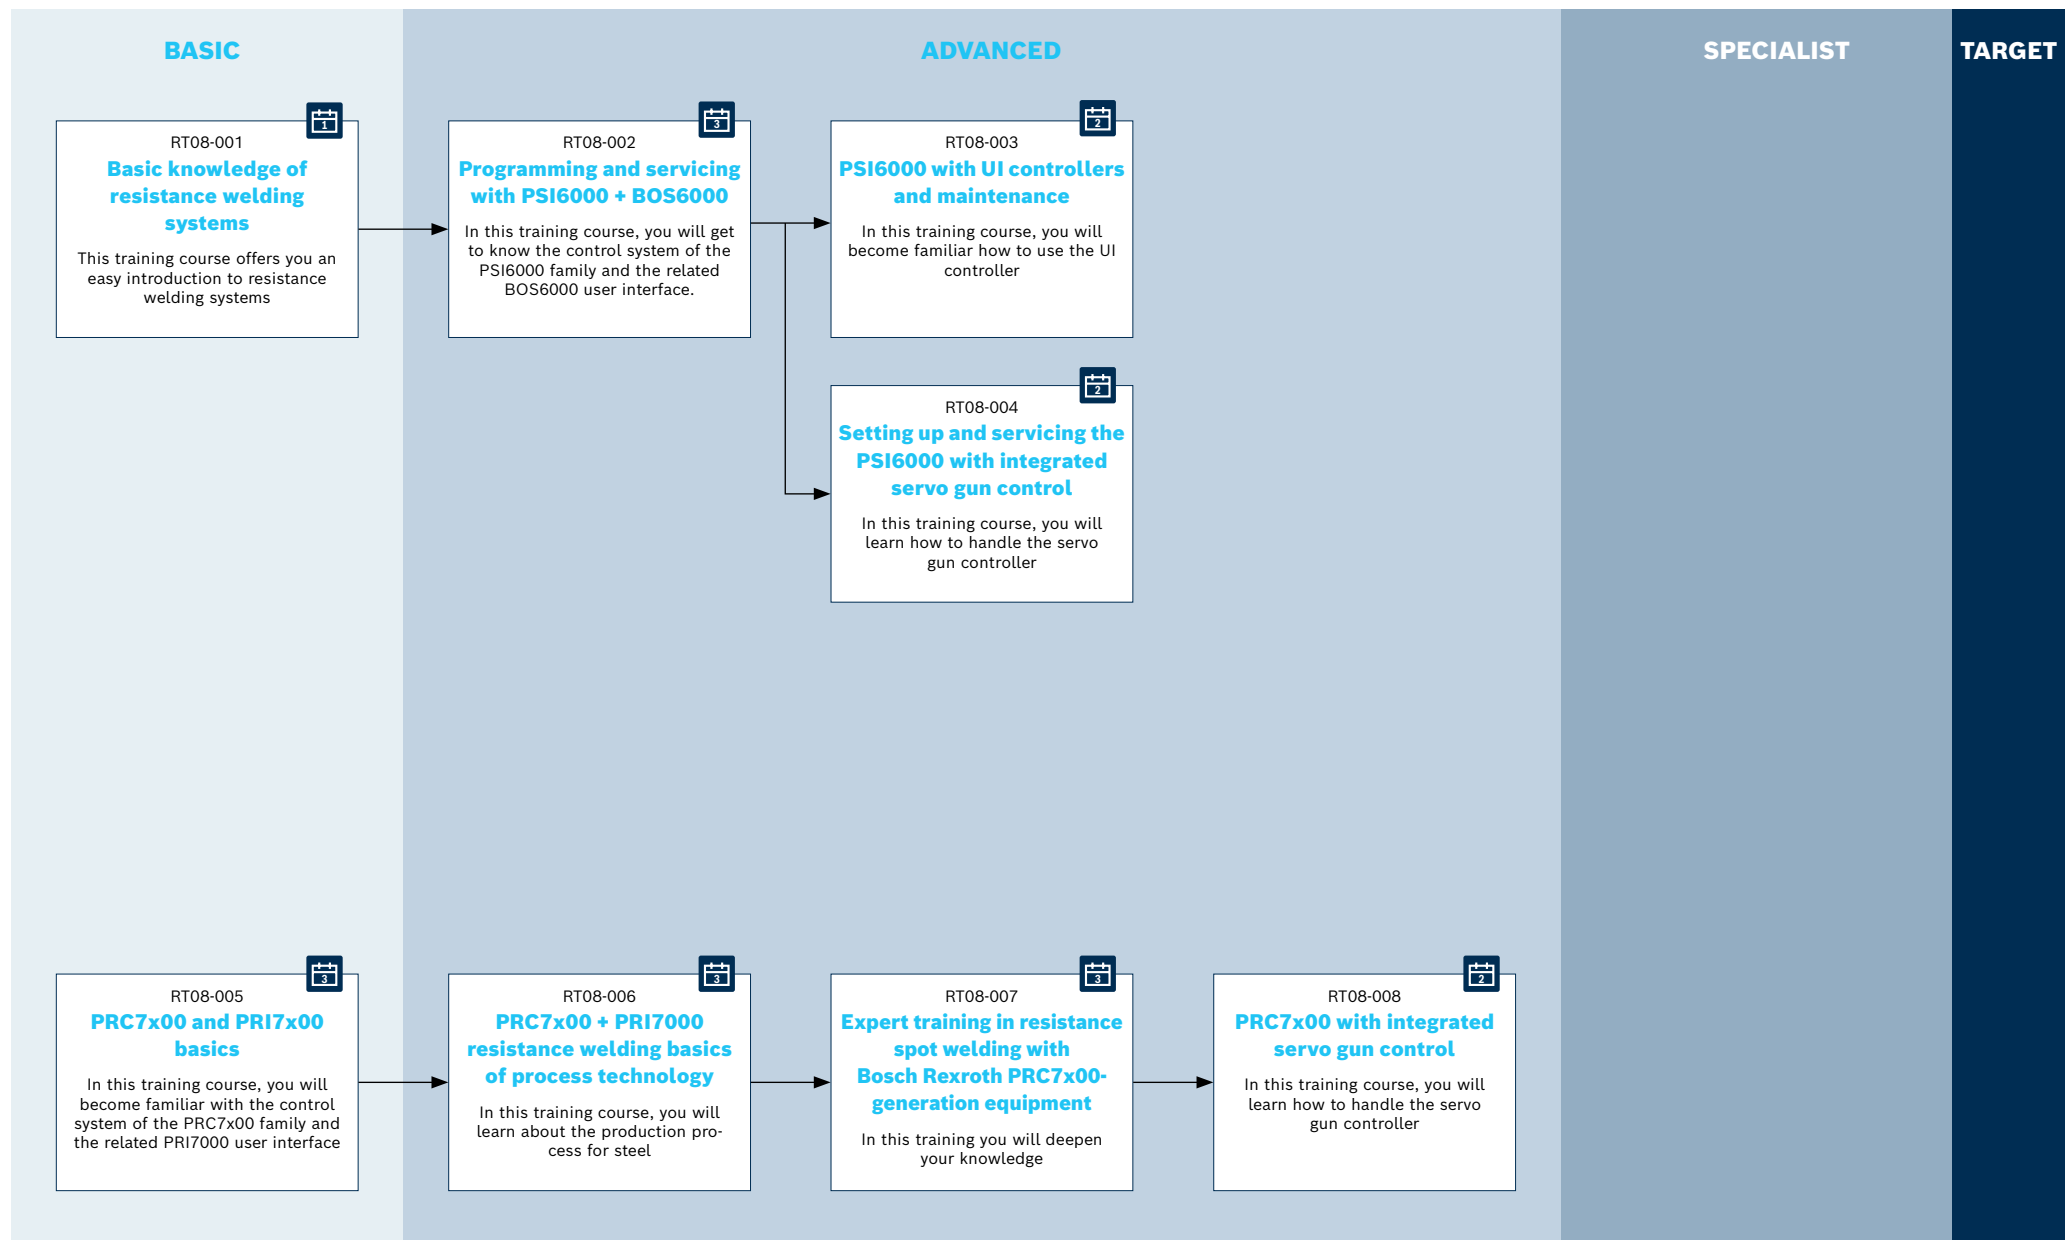 BASIC
ADVANCED
SPECIALIST
TARGET
1
RT08-001
Basic knowledge of
resistance welding
systems
This training course offers you an
easy introduction to resistance
welding systems
3
RT08-002
Programming and servicing
with PSI6000 + BOS6000
In this training course, you will get
to know the control system of the
PSI6000 family and the related
BOS6000 user interface.
2
RT08-003
PSI6000 with UI controllers
and maintenance
In this training course, you will
become familiar how to use the UI
controller
2
RT08-004
Setting up and servicing the
PSI6000 with integrated
servo gun control
In this training course, you will
learn how to handle the servo
gun controller
3
RT08-005
PRC7x00 and PRI7x00
basics
In this training course, you will
become familiar with the control
system of the PRC7x00 family and
the related PRI7000 user interface
3
RT08-006
PRC7x00 + PRI7000
resistance welding basics
of process technology
In this training course, you will
learn about the production pro-
cess for steel
3
RT08-007
Expert training in resistance
spot welding with
Bosch Rexroth PRC7x00-
generation equipment
In this training you will deepen
your knowledge
2
RT08-008
PRC7x00 with integrated
servo gun control
In this training course, you will
learn how to handle the servo
gun controller